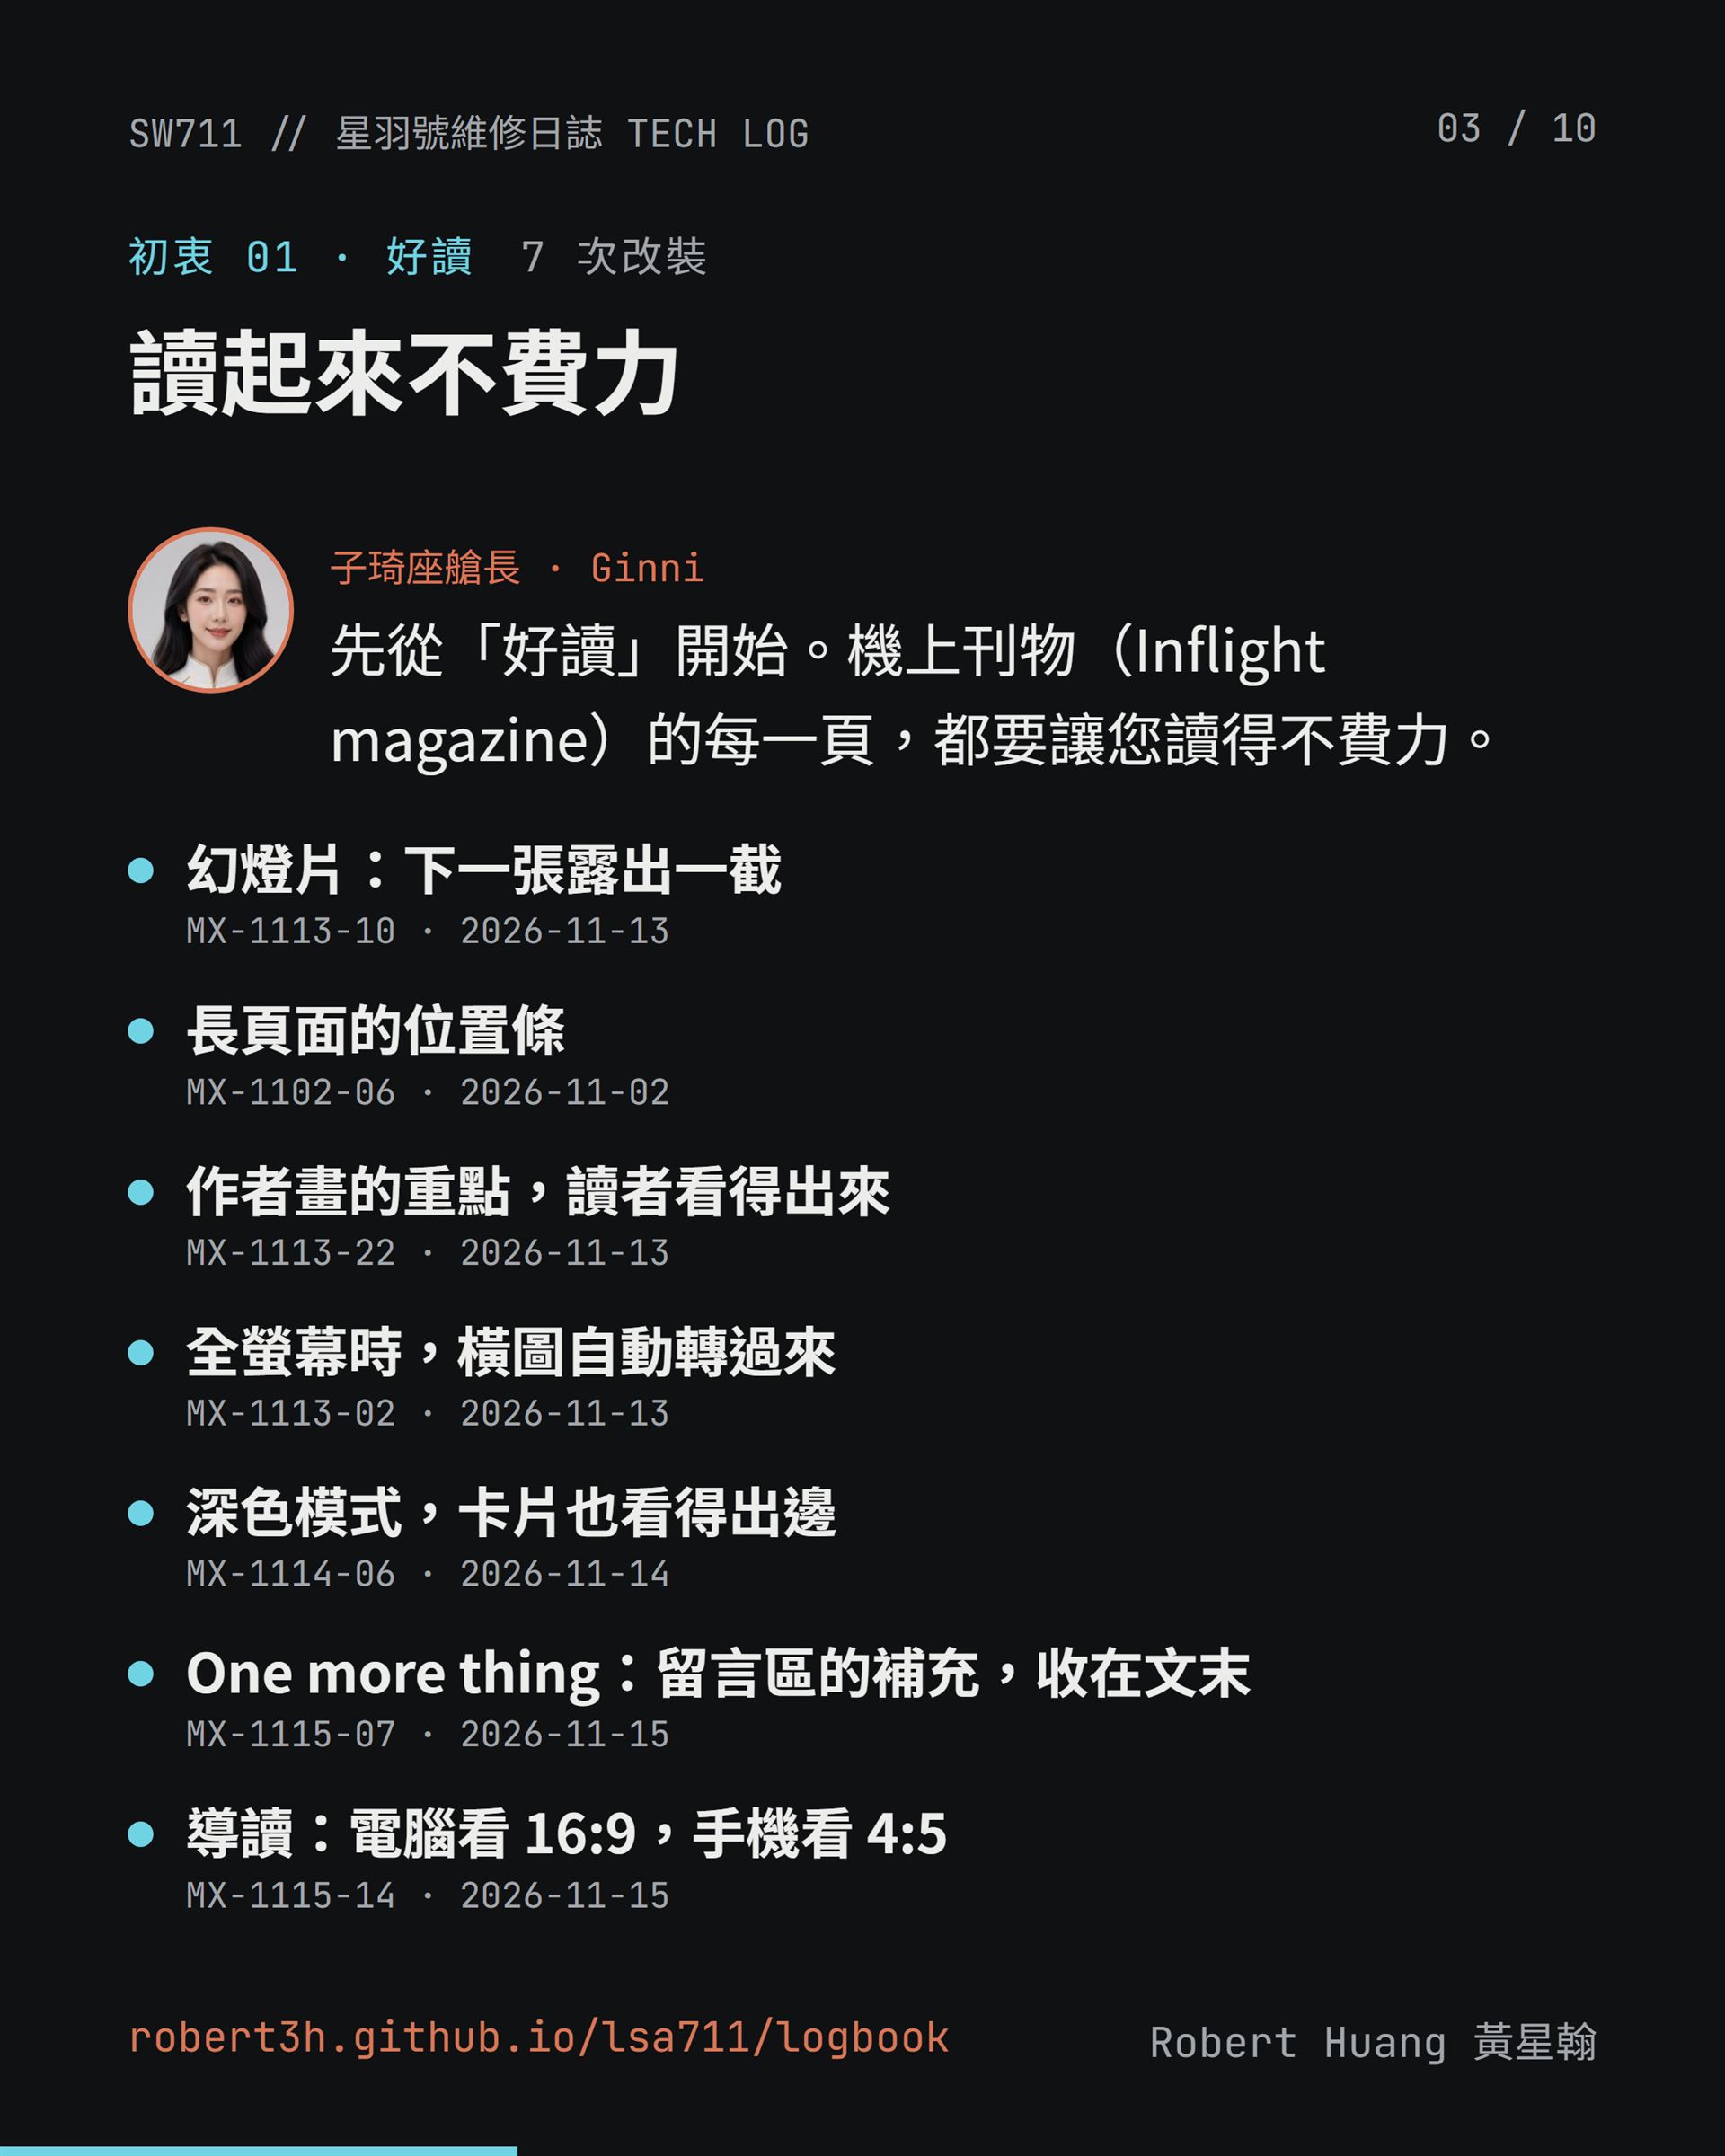 SW711 // 星羽號維修日誌 TECH LOG
03 / 10
初衷 01 · 好讀 7 次改裝
讀起來不費力
子琦座艙長 · Ginni
先從「好讀」開始。機上刊物（Inflight
magazine）的每一頁，都要讓您讀得不費力。
幻燈片：下一張露出一截
MX-1113-10 · 2026-11-13
長頁面的位置條
MX-1102-06 · 2026-11-02
作者畫的重點，讀者看得出來
MX-1113-22 · 2026-11-13
全螢幕時，橫圖自動轉過來
MX-1113-02 · 2026-11-13
深色模式，卡片也看得出邊
MX-1114-06 · 2026-11-14
One more thing：留言區的補充，收在文末
MX-1115-07 · 2026-11-15
導讀：電腦看 16:9，手機看 4:5
MX-1115-14 · 2026-11-15
robert3h.github.io/lsa711/logbook
Robert Huang 黃星翰